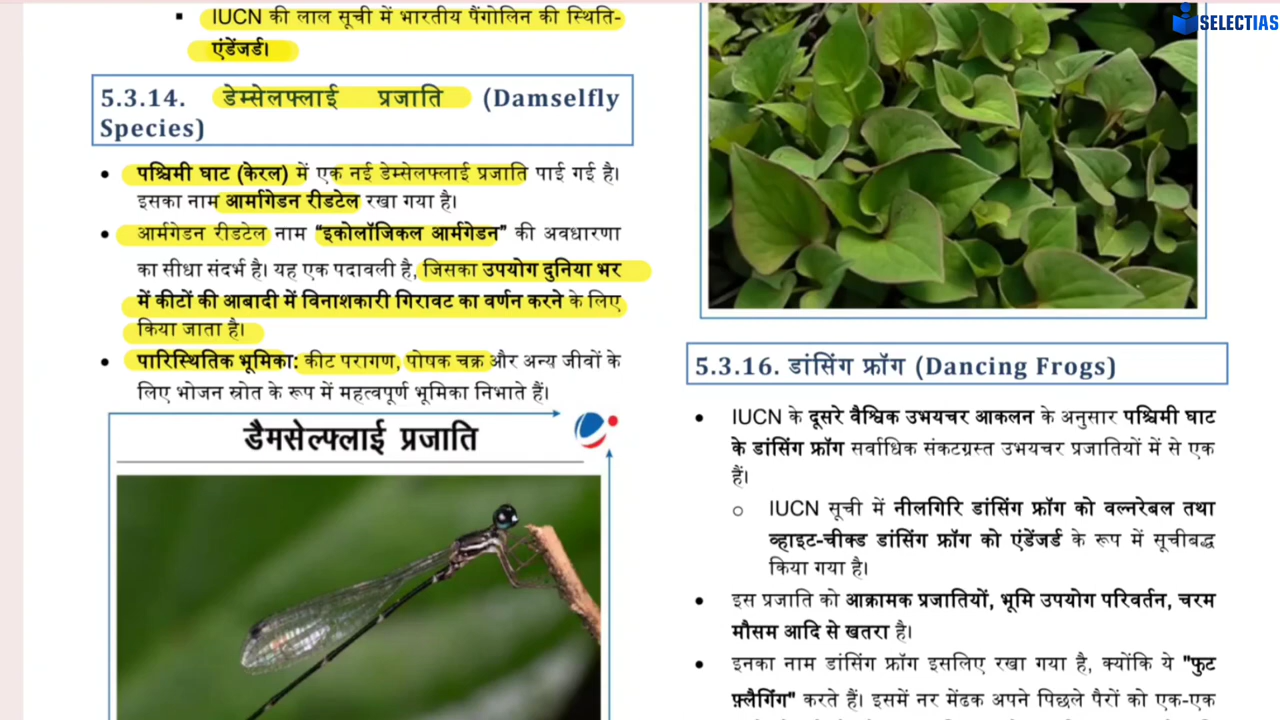 IUCN की लाल सूची में भारतीय पैंगोलिन की स्थिति-
एंडेंजर्ड।
5.3.14. डेम्सेलफ्लाई प्रजाति (Damselfly
Species)
पश्चिमी घाट (केरल) में एक नई डेम्सेलफ्लाई प्रजाति पाई गई है।
इसका नाम आर्मागेडन रीडटेल रखा गया है।
आर्मगेडन रीडटेल नाम “इकोलॉजिकल आर्मगेडन” की अवधारणा
का सीधा संदर्भ है। यह एक पदावली है, जिसका उपयोग दुनिया भर
में कीटों की आबादी में विनाशकारी गिरावट का वर्णन करने के लिए
किया जाता है।
पारिस्थितिक भूमिका: कीट परागण, पोषक चक्र और अन्य जीवों के
लिए भोजन स्रोत के रूप में महत्वपूर्ण भूमिका निभाते हैं।
डैमसेल्फ्लाई प्रजाति
SELECTIAS
5.3.16. डांसिंग फ्रॉग (Dancing Frogs)
IUCN के दूसरे वैश्विक उभयचर आकलन के अनुसार पश्चिमी घाट
के डांसिंग फ्रॉग सर्वाधिक संकटग्रस्त उभयचर प्रजातियों में से एक
हैं।
IUCN सूची में नीलगिरि डांसिंग फ्रॉग को वल्नरेबल तथा
व्हाइट-चीक्ड डांसिंग फ्रॉग को एंडेंजर्ड के रूप में सूचीबद्ध
किया गया है।
इस प्रजाति को आक्रामक प्रजातियों, भूमि उपयोग परिवर्तन, चरम
मौसम आदि से खतरा है।
इनका नाम डांसिंग फ्रॉग इसलिए रखा गया है, क्योंकि ये "फुट
फ़्लैगिंग" करते हैं। इसमें नर मेंढक अपने पिछले पैरों को एक-एक